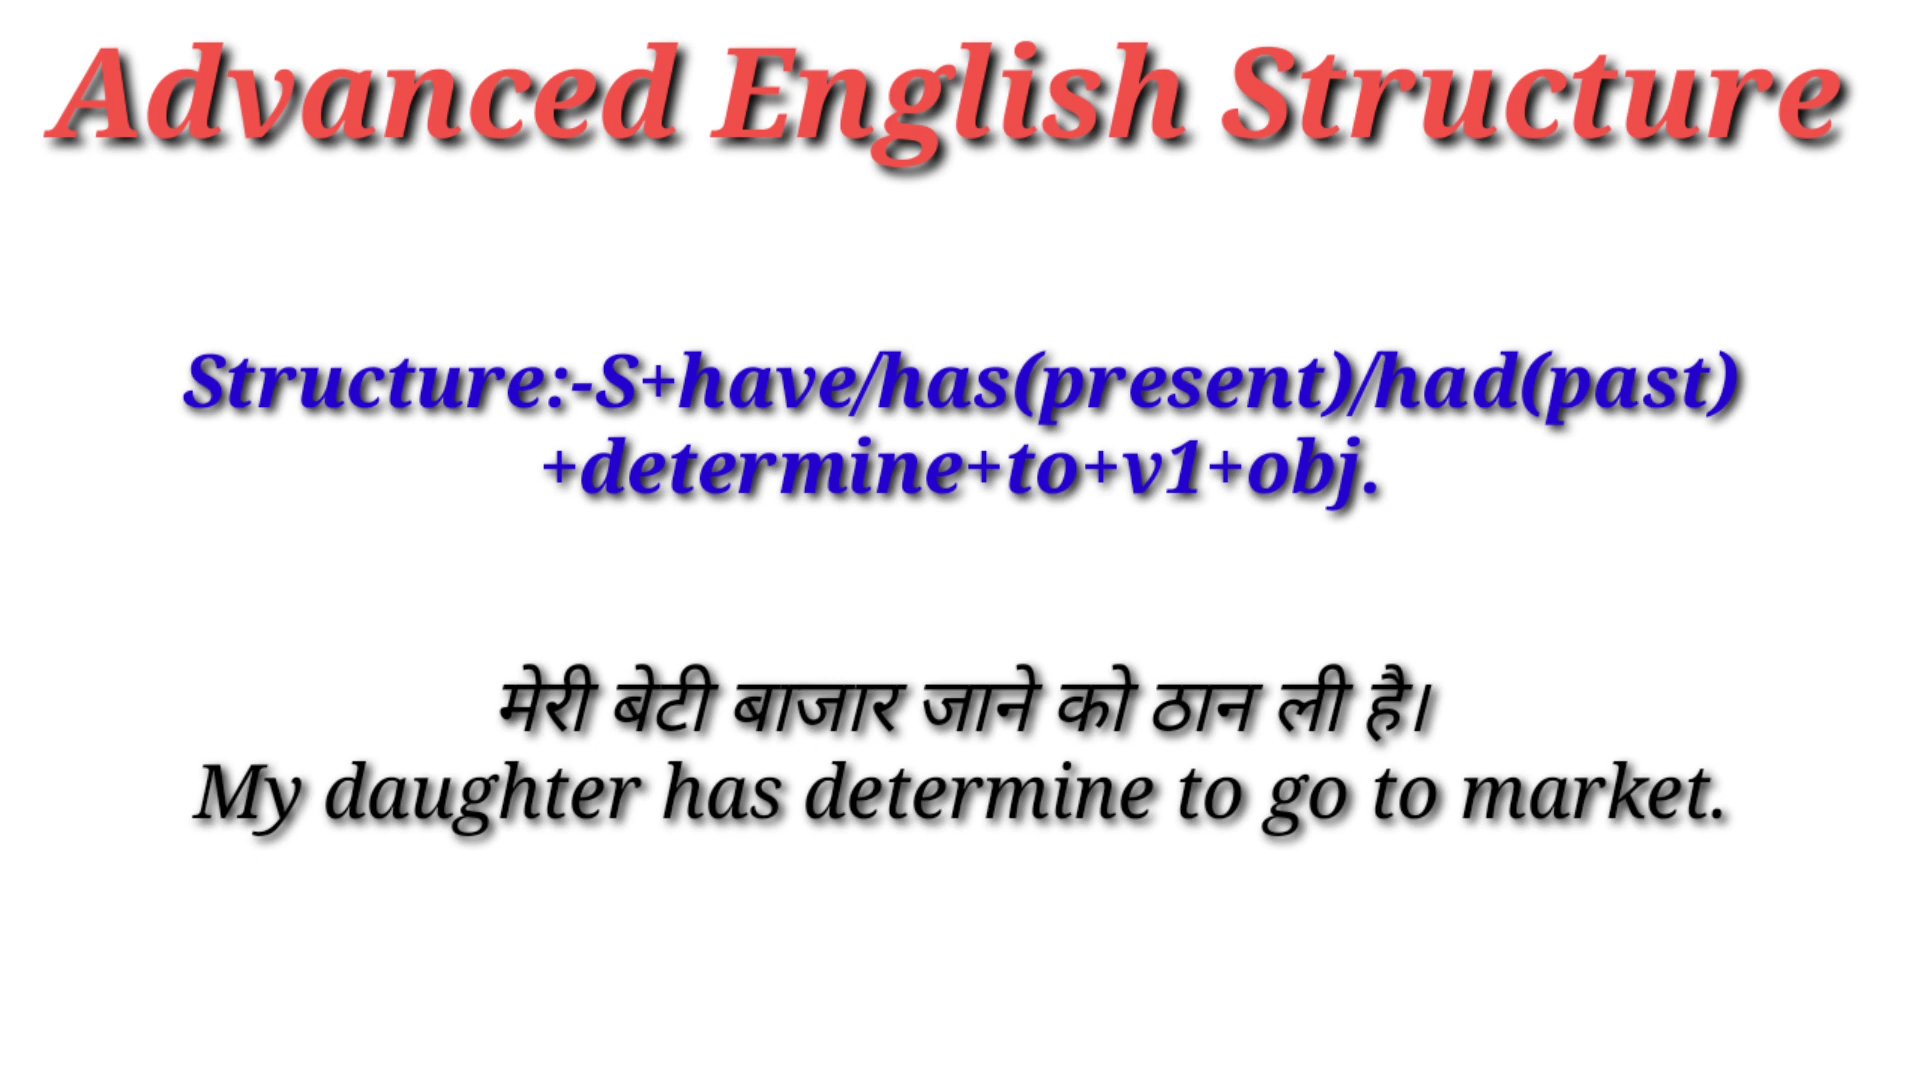 Advanced English Structure
Structure:-S+have/has(present)/had(past)
+determine+to+v1+obj.
मेरी बेटी बाजार जाने को ठान ली है।
My daughter has determine to go to market.